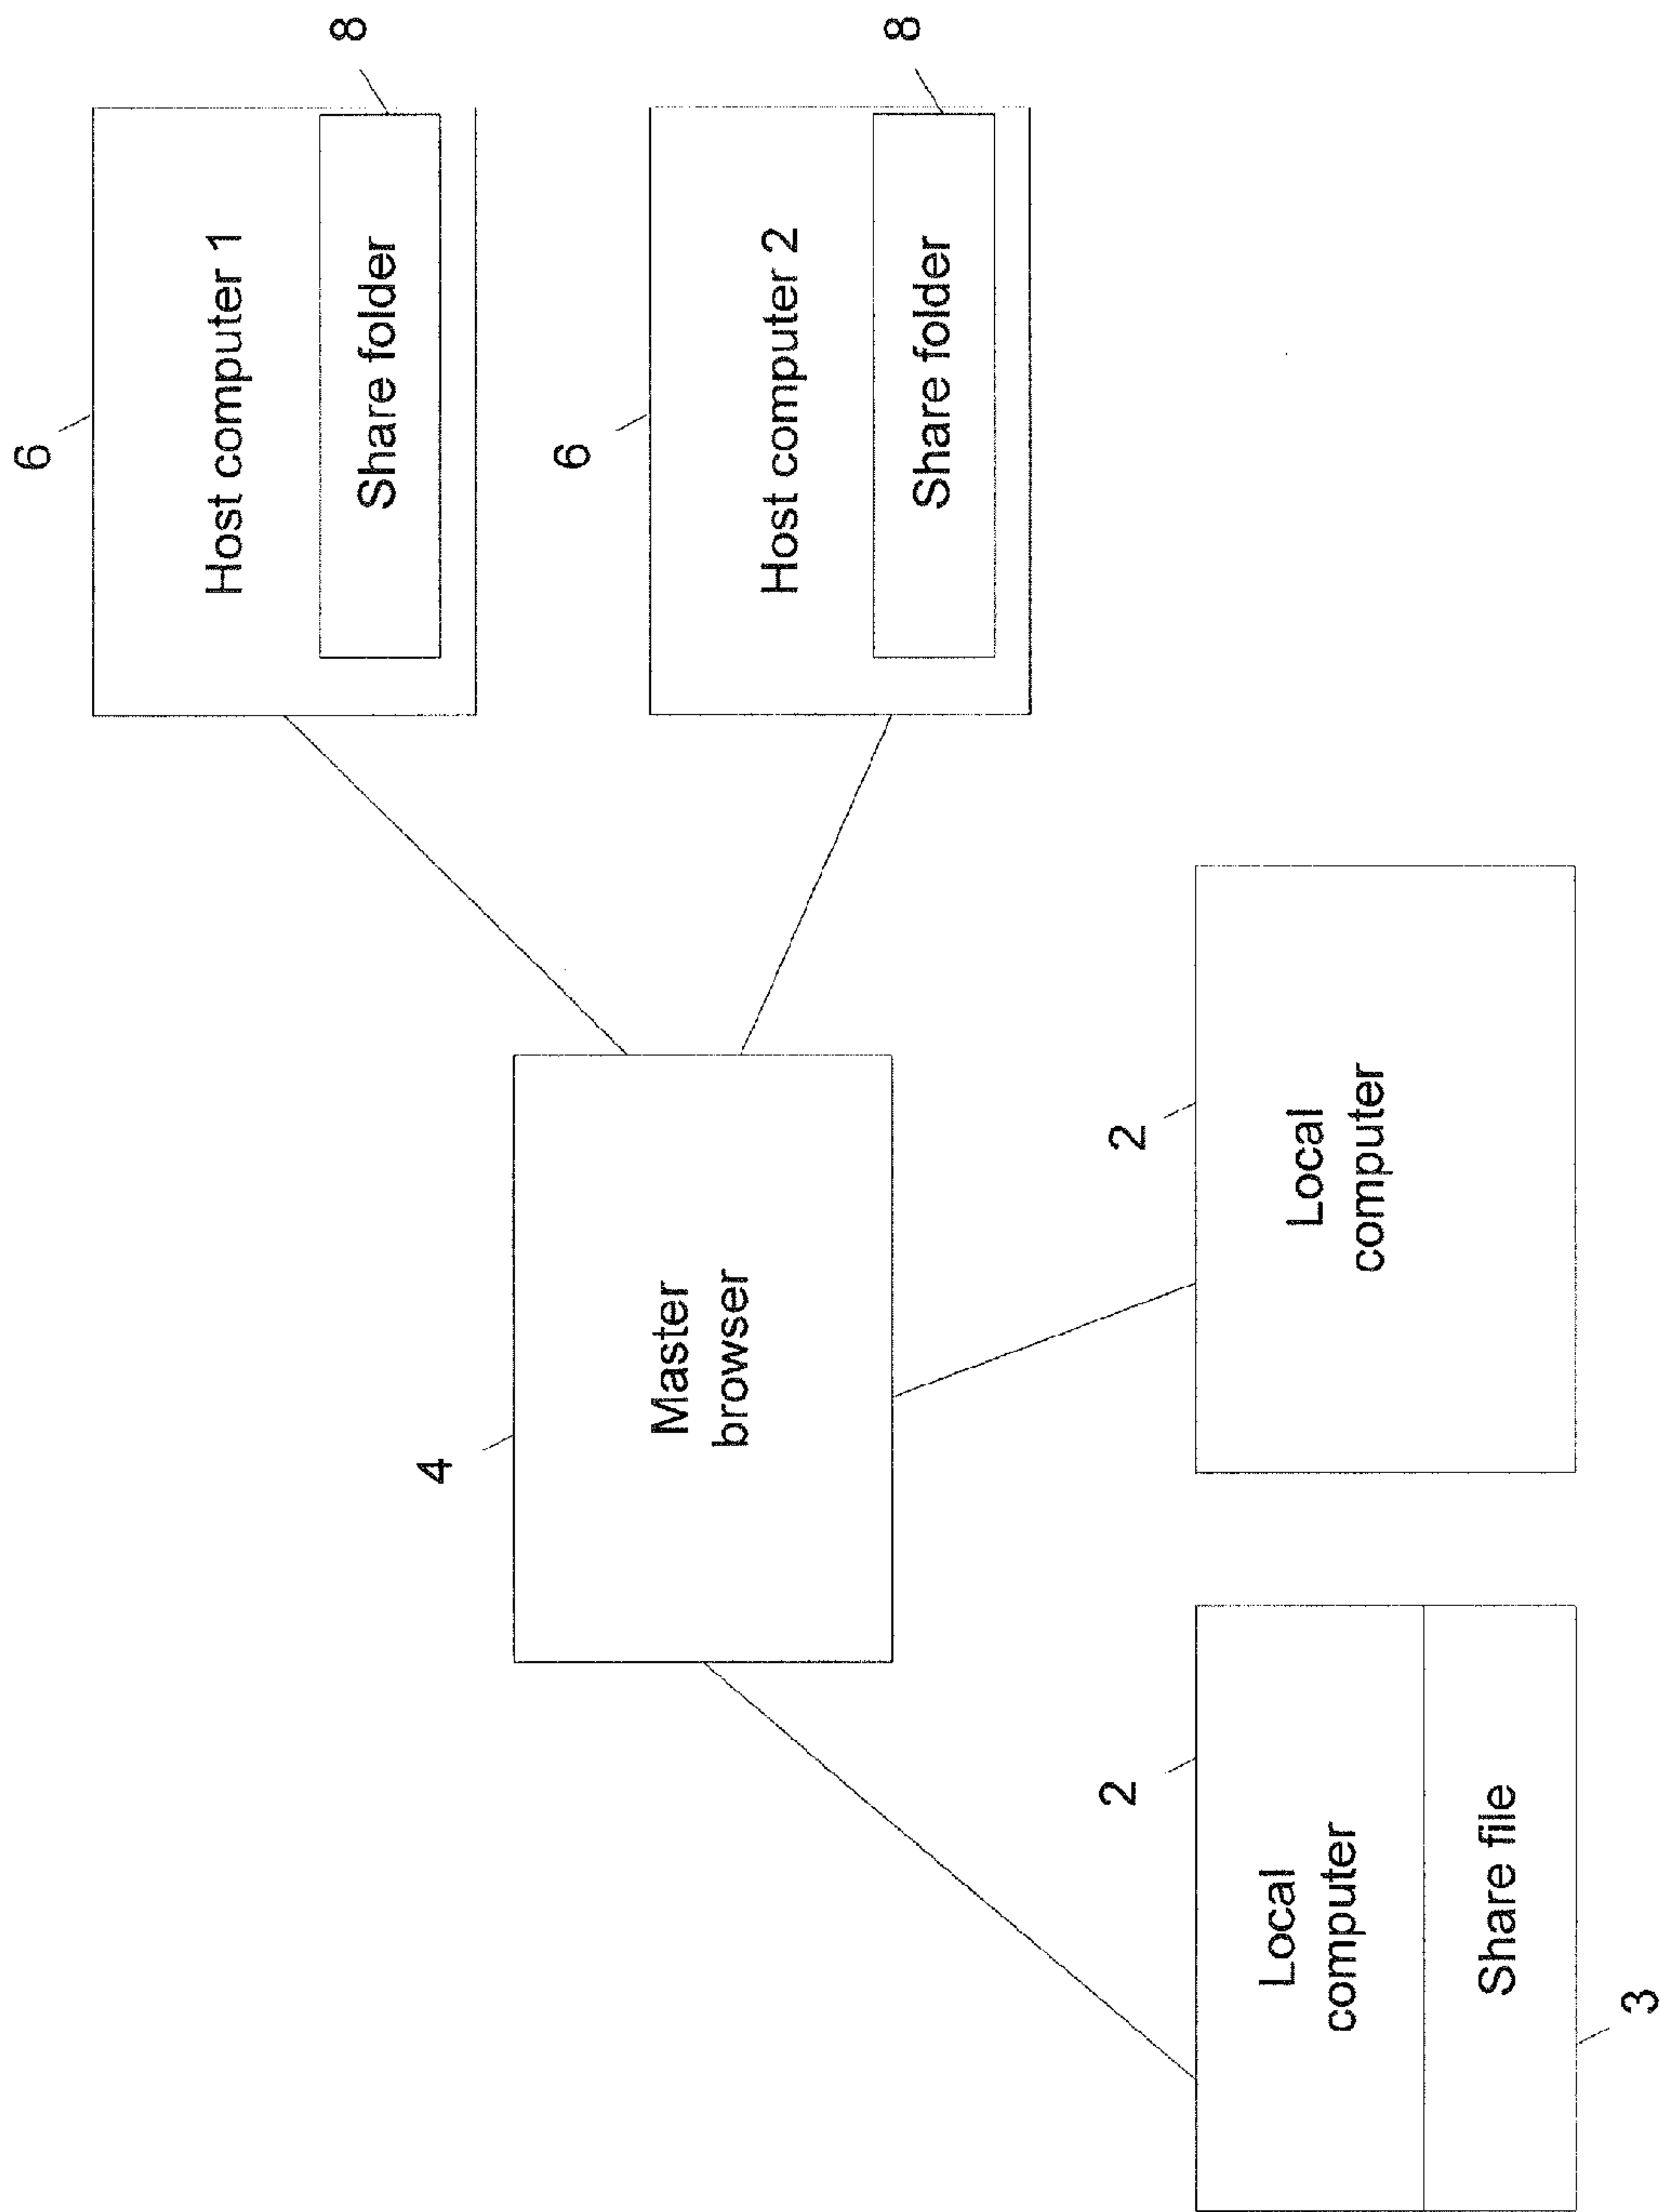 6
Host computer 1
8
Share folder
4
6
Master
browser
Host computer 2
8
Share folder
2
2
Local
computer
Local
computer
Share file
3